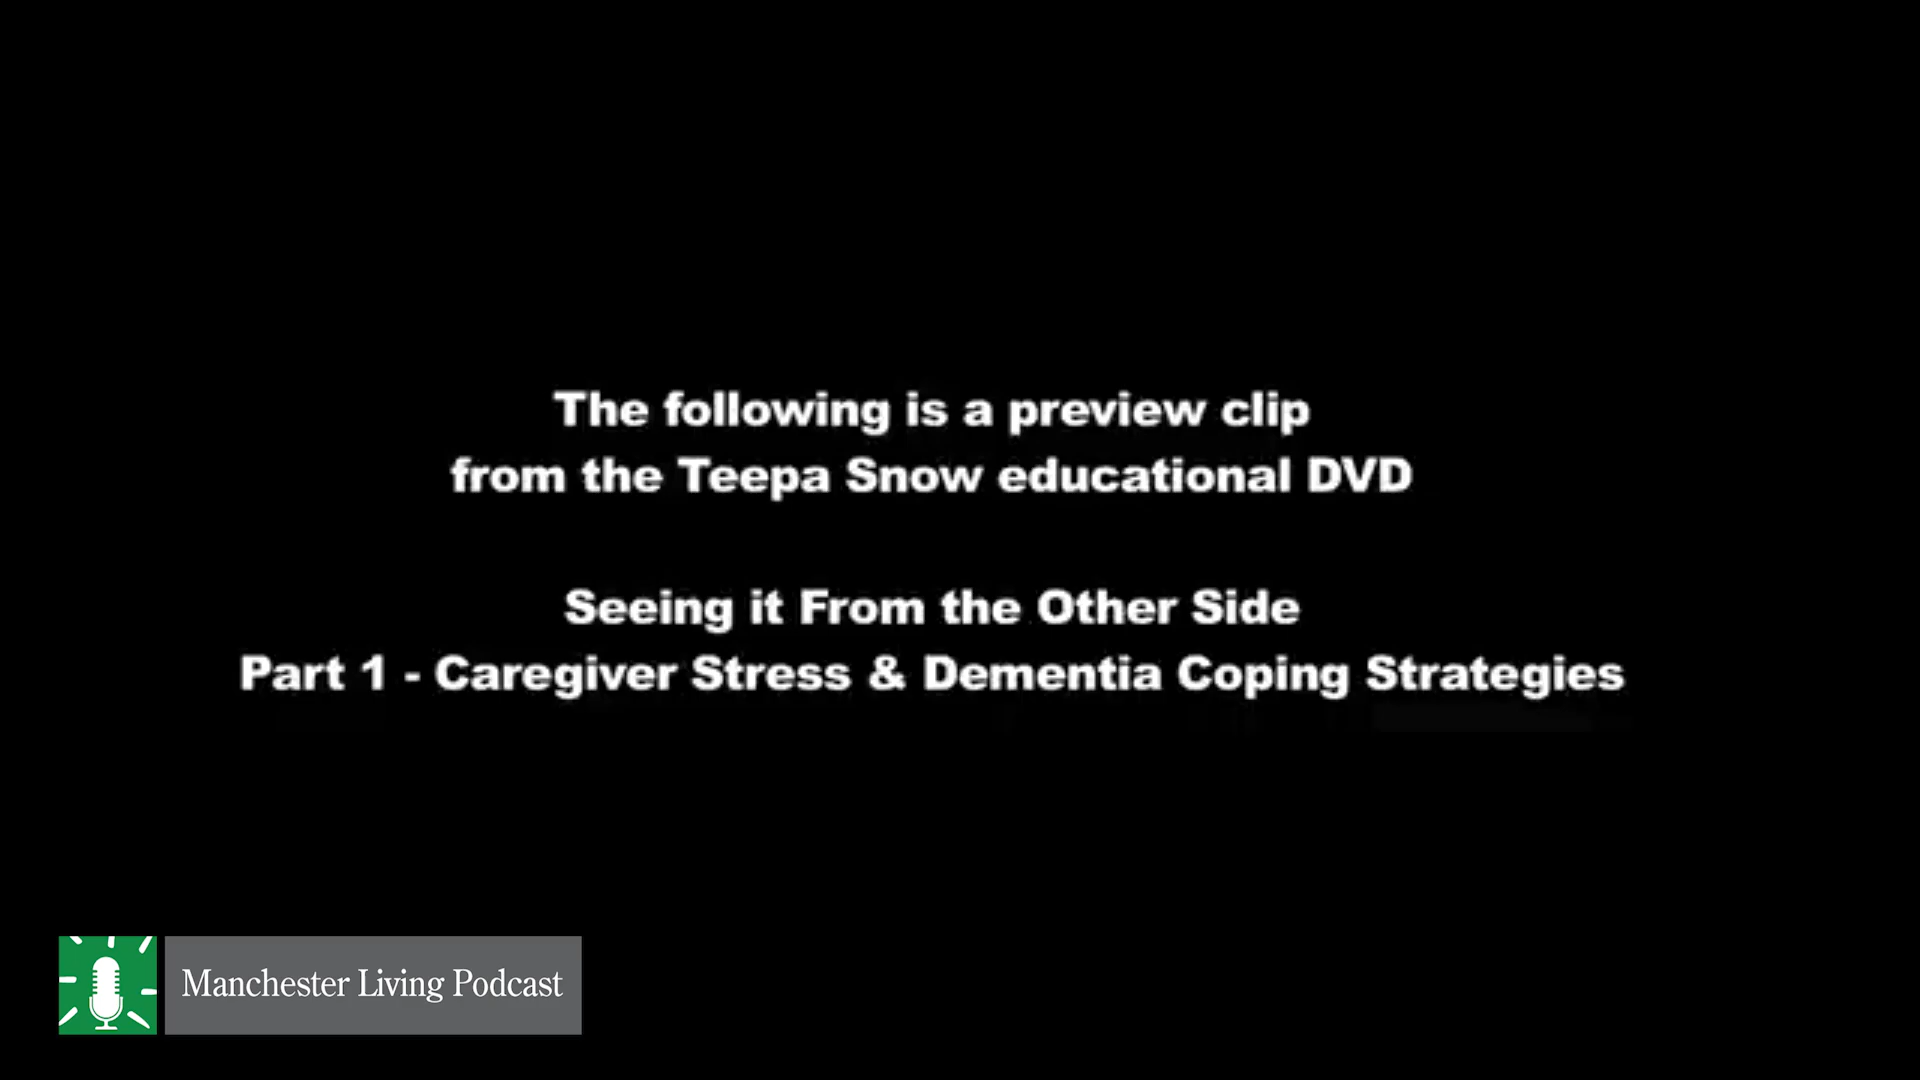 The following is a preview clip
from the Teepa Snow educational DVD
Seeing it From the Other Side
Part 1 - Caregiver Stress & Dementia Coping Strategies
Manchester Living Podcast